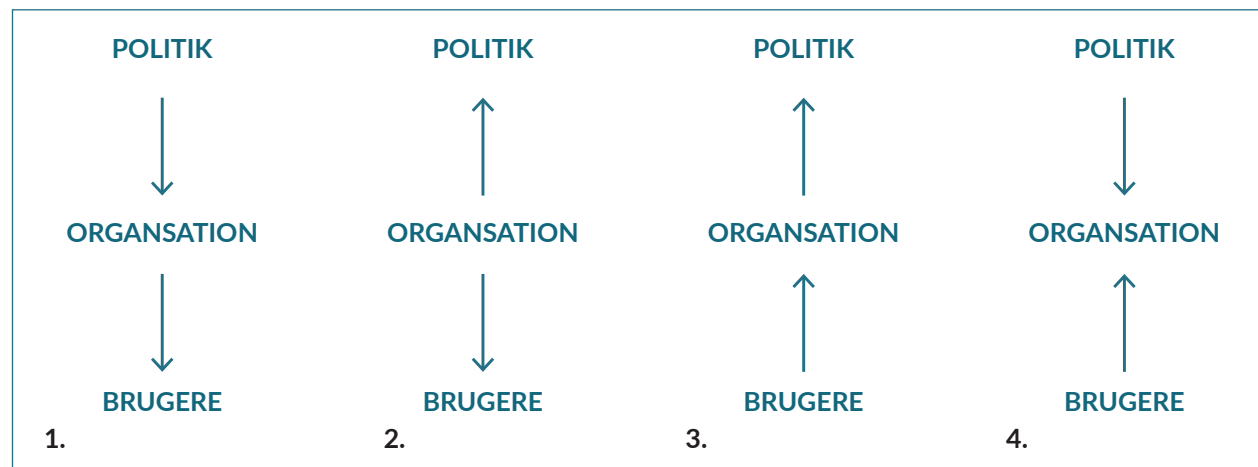 POLITIK POLITIK POLITIK POLITIK
ORGANSATION ORGANSATION ORGANSATION ORGANSATION
BRUGERE BRUGERE BRUGERE BRUGERE
1. 2. 3. 4.